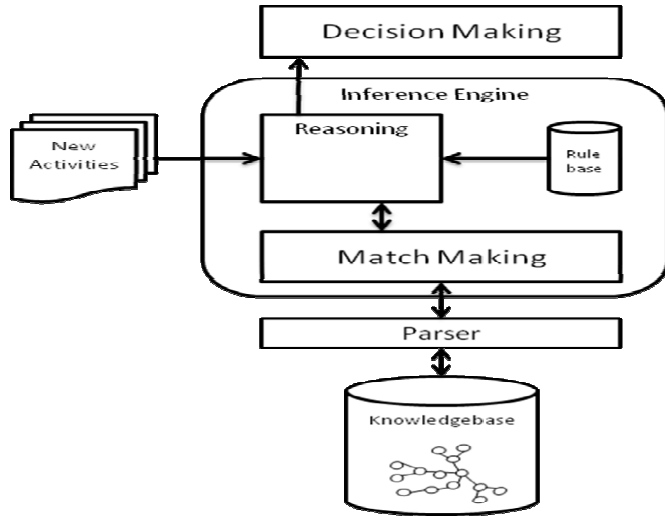 Decision Making
Inference Engine
Reasoning
New
Activities
Rule
base
Match Making
Parser
Knowledgebase